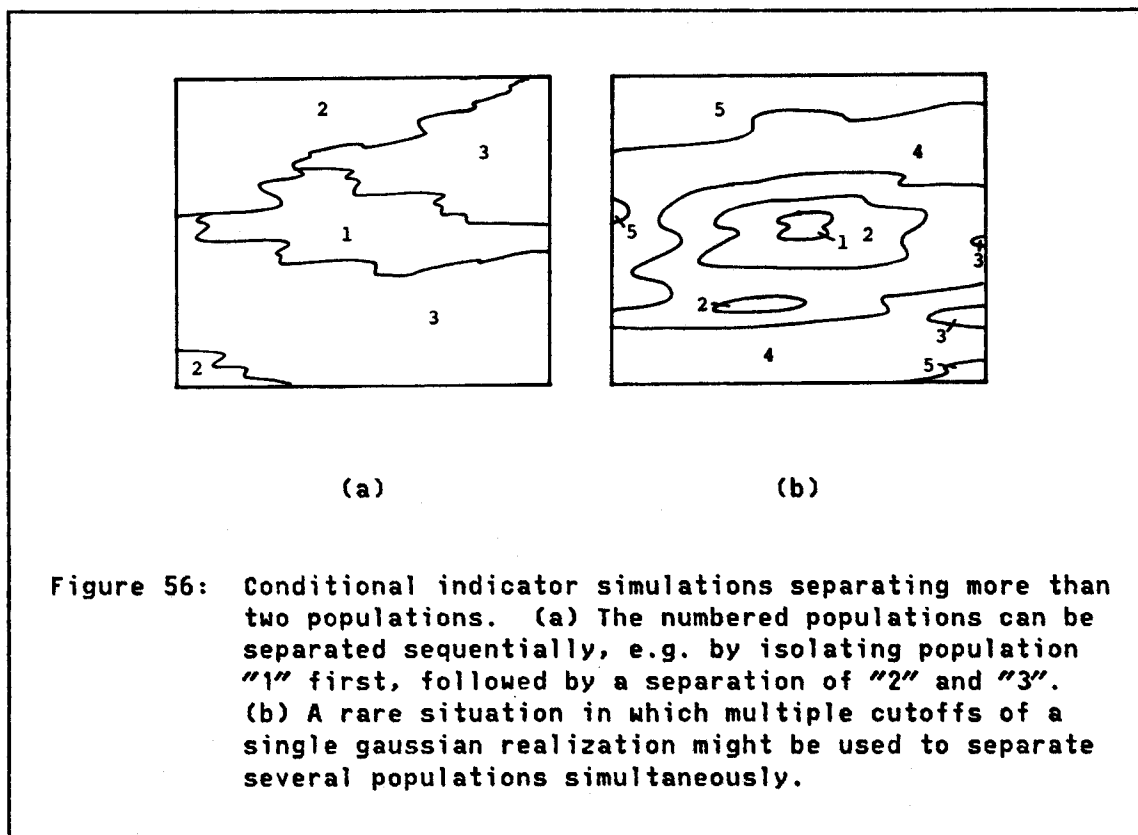 2
3
1
3
2
5
4
5
1 2
3
2
3
4
5
(a) (b)
Figure 56: Conditional indicator simulations separating more than
two populations. (a) The numbered populations can be
separated sequentially, e.g. by isolating population
"1" first, followed by a separation of "2" and "3".
(b) A rare situation in which multiple cutoffs of a
single gaussian realization might be used to separate
several populations simultaneously.